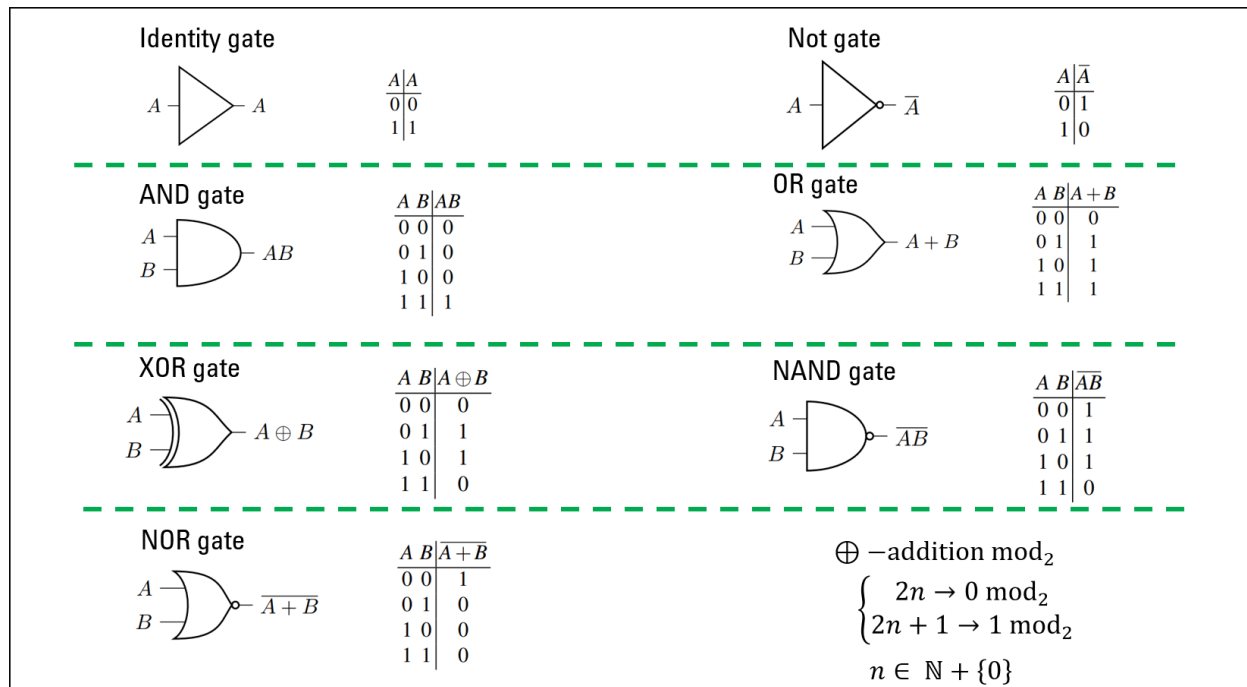 Identity gate
A A
A A
0 0
1 1
Not gate
A A̅
A A̅
0 1
1 0
AND gate
A
B
AB
A B AB
0 0 0
0 1 0
1 0 0
1 1 1
OR gate
A
B
A + B
A B A + B
0 0 0
0 1 1
1 0 1
1 1 1
XOR gate
A
B
A ⊕ B
A B A ⊕ B
0 0 0
0 1 1
1 0 1
1 1 0
NAND gate
A
B
A̅B̅
A B A̅B̅
0 0 1
0 1 1
1 0 1
1 1 0
NOR gate
A
B
A̅ ̅+̅ ̅B̅
A B A̅ ̅+̅ ̅B̅
0 0 1
0 1 0
1 0 0
1 1 0
⊕ −addition mod₂
2n → 0 mod₂
2n + 1 → 1 mod₂
n ∈ ℕ + {0}